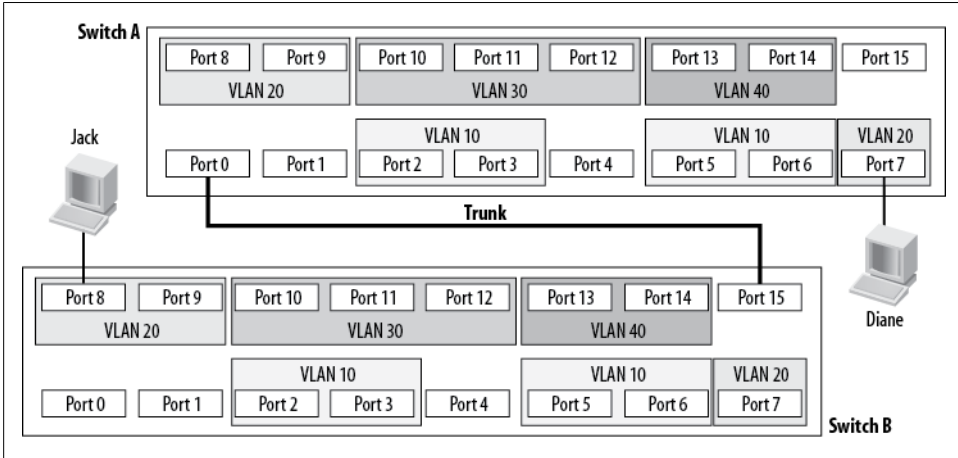 Switch A
Port 8 Port 9 Port 10 Port 11 Port 12 Port 13 Port 14 Port 15
VLAN 20 VLAN 30 VLAN 40
Jack
VLAN 10 VLAN 10 VLAN 20
Port 0 Port 1 Port 2 Port 3 Port 4 Port 5 Port 6 Port 7
Trunk
Port 8 Port 9 Port 10 Port 11 Port 12 Port 13 Port 14 Port 15
Diane
VLAN 20 VLAN 30 VLAN 40
VLAN 10 VLAN 10 VLAN 20
Port 0 Port 1 Port 2 Port 3 Port 4 Port 5 Port 6 Port 7
Switch B